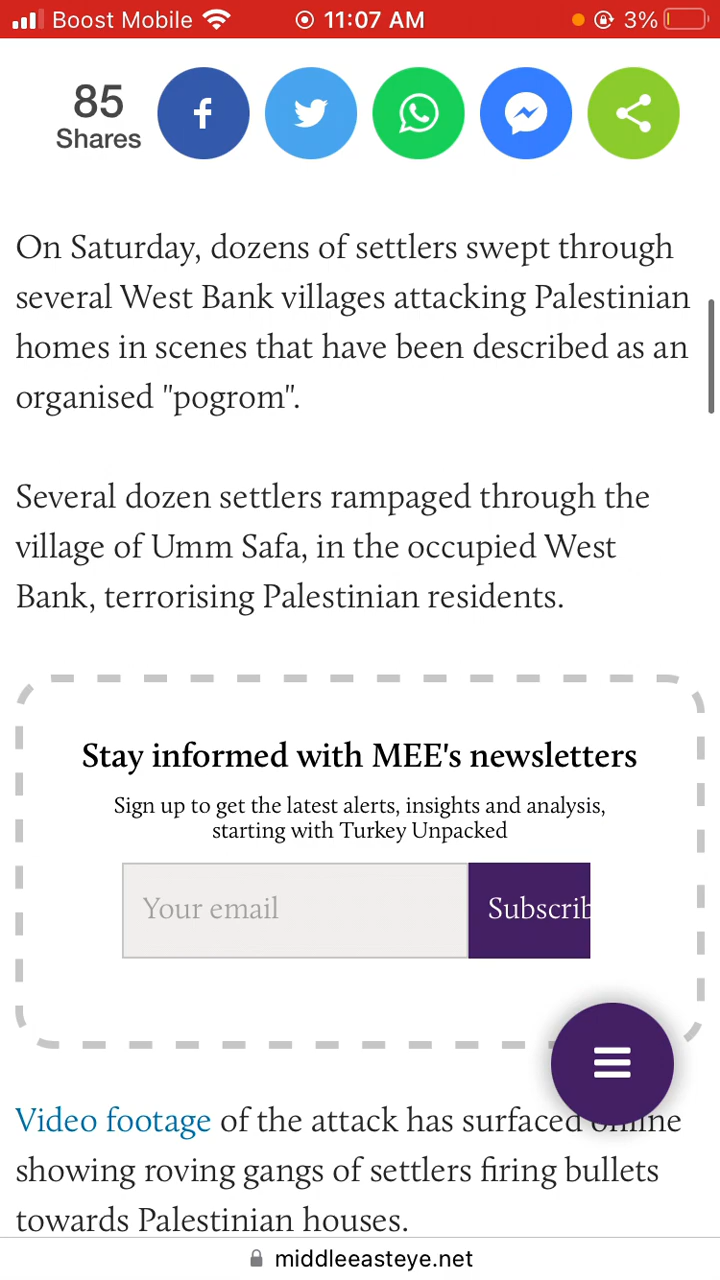 Boost Mobile 11:07 AM 3%
85
Shares
On Saturday, dozens of settlers swept through
several West Bank villages attacking Palestinian
homes in scenes that have been described as an
organised "pogrom".
Several dozen settlers rampaged through the
village of Umm Safa, in the occupied West
Bank, terrorising Palestinian residents.
Stay informed with MEE's newsletters
Sign up to get the latest alerts, insights and analysis,
starting with Turkey Unpacked
Your email Subscrib
Video footage of the attack has surfaced online
showing roving gangs of settlers firing bullets
towards Palestinian houses.
middleeasteye.net